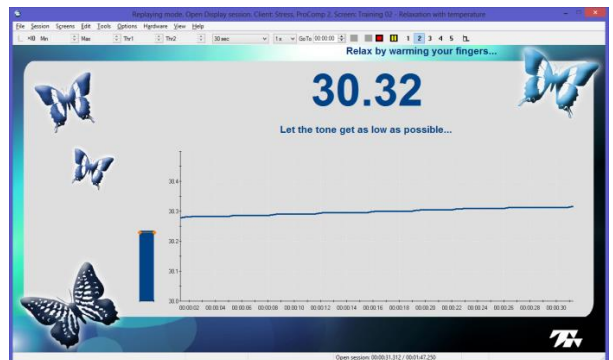 Replaying mode. Open Display session. Client: Stress, ProComp 2, Screen Training 02 - Relaxation with temperature
File Session Screens Edit Tools Options Hardware View Help
Min Max Thr1 Thr2 30 sec 1 x GoTo 00:00:00 1 2 3 4 5
Relax by warming your fingers...
30.32
Let the tone get as low as possible...
30.4
30.3
30.2
30.1
30.0
00:00:02 00:00:04 00:00:06 00:00:08 00:00:10 00:00:12 00:00:14 00:00:16 00:00:18 00:00:20 00:00:22 00:00:24 00:00:26 00:00:28 00:00:30
Open session: 00:00:31.312 / 00:01:47.250